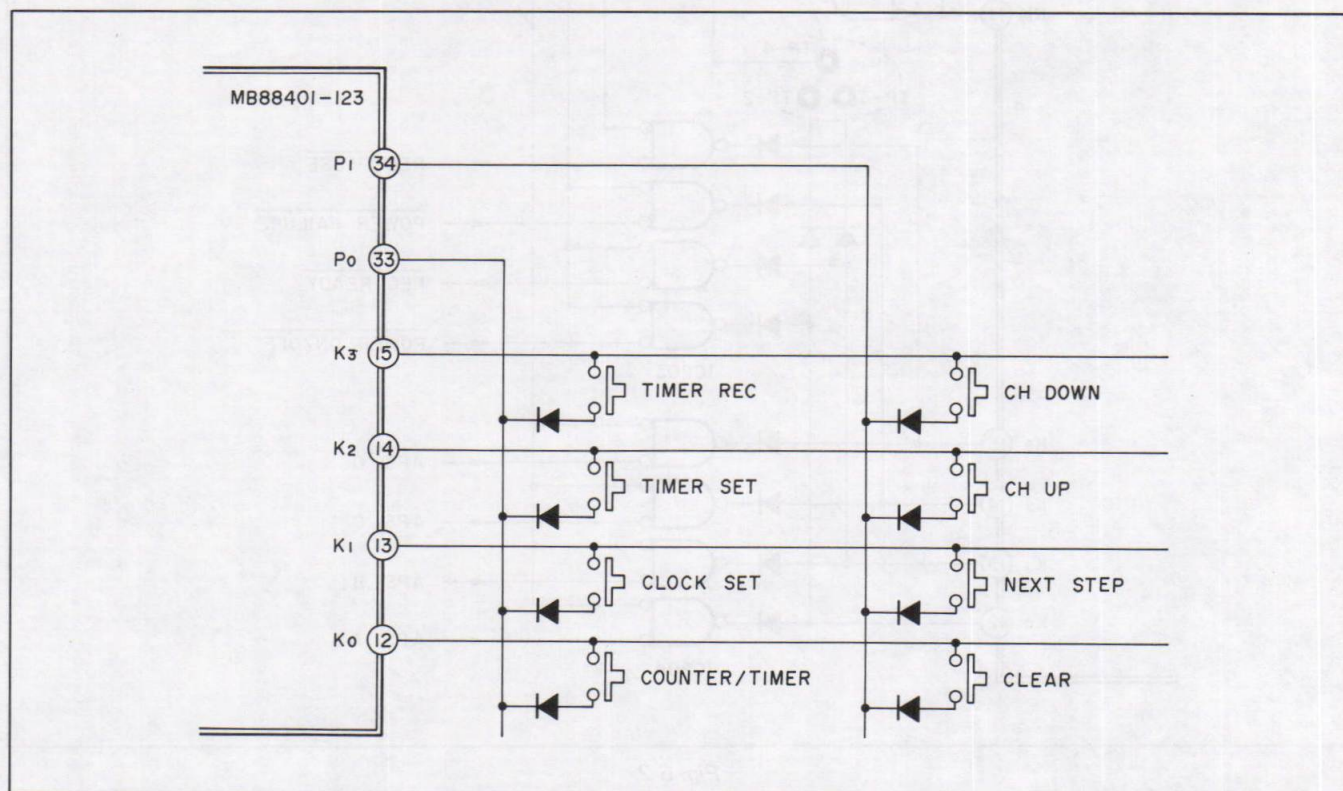 MB88401-123
P1 34
P0 33
K3 15
TIMER REC CH DOWN
K2 14
TIMER SET CH UP
K1 13
CLOCK SET NEXT STEP
K0 12
COUNTER/TIMER CLEAR